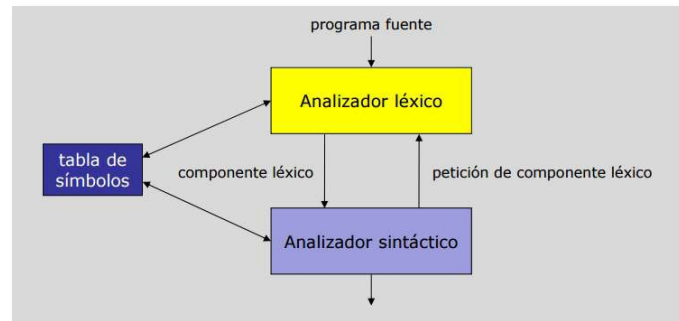 programa fuente
Analizador léxico
tabla de
símbolos
componente léxico
petición de componente léxico
Analizador sintáctico